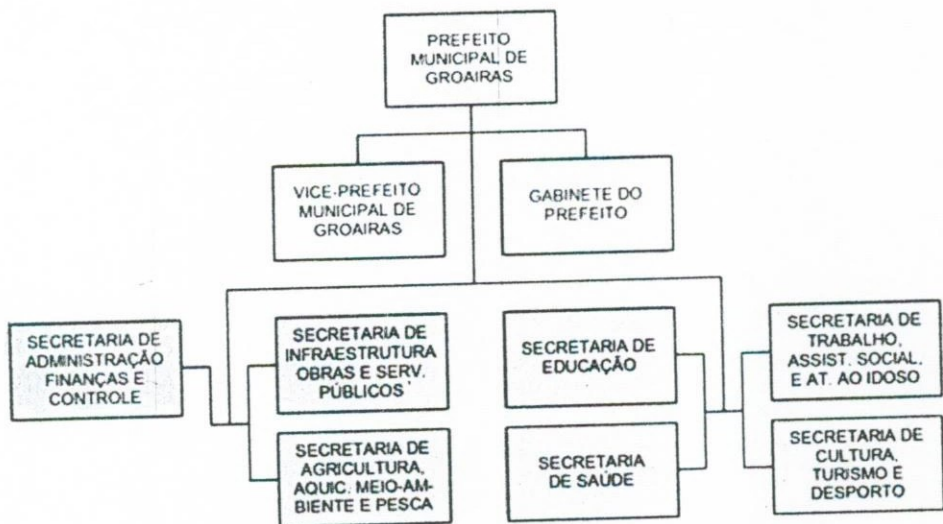 PREFEITO
MUNICIPAL DE
GROAIRAS
VICE-PREFEITO
MUNICIPAL DE
GROAIRAS
GABINETE DO
PREFEITO
SECRETARIA DE
ADMINISTRAÇÃO
FINANÇAS E
CONTROLE
SECRETARIA DE
INFRAESTRUTURA
OBRAS E SERV.
PÚBLICOS
SECRETARIA DE
EDUCAÇÃO
SECRETARIA DE
TRABALHO,
ASSIST. SOCIAL,
E AT. AO IDOSO
SECRETARIA DE
AGRICULTURA,
AQUIC. MEIO-AM-
BIENTE E PESCA
SECRETARIA
DE SAÚDE
SECRETARIA DE
CULTURA,
TURISMO E
DESPORTO